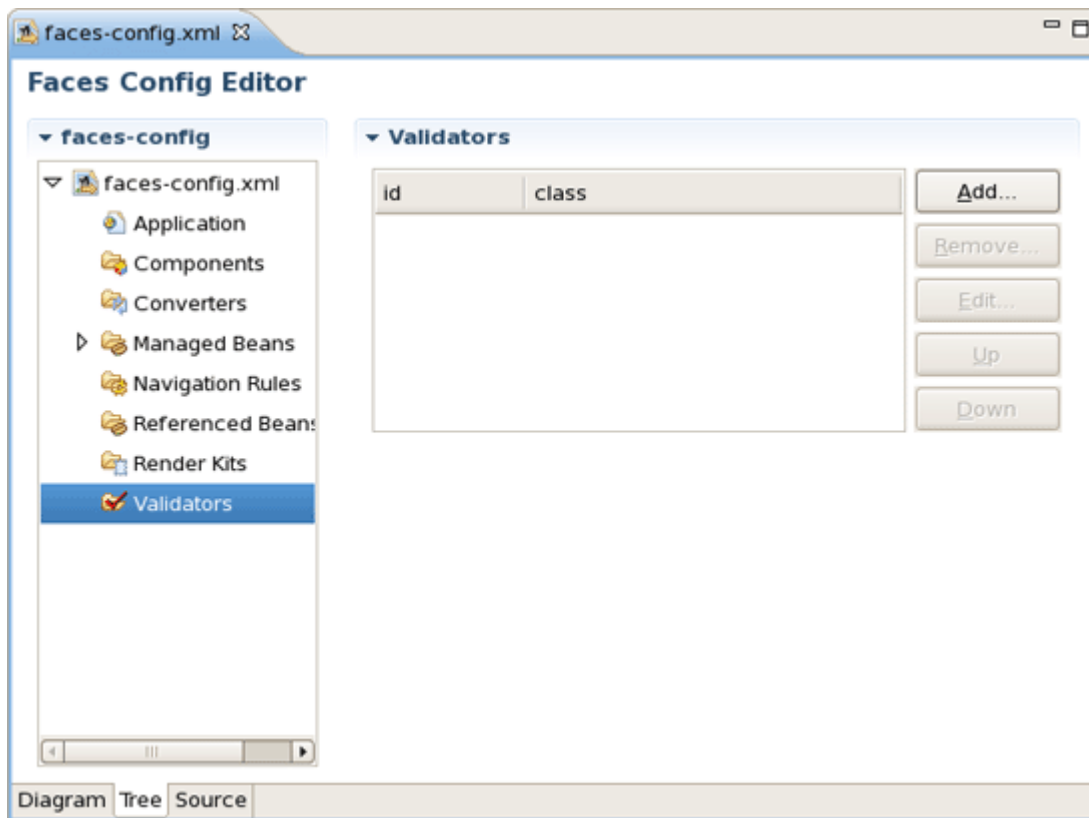 faces-config.xml
Faces Config Editor
faces-config
faces-config.xml
Application
Components
Converters
Managed Beans
Navigation Rules
Referenced Beans
Render Kits
Validators
Validators
id class
Add...
Remove...
Edit...
Up
Down
Diagram Tree Source